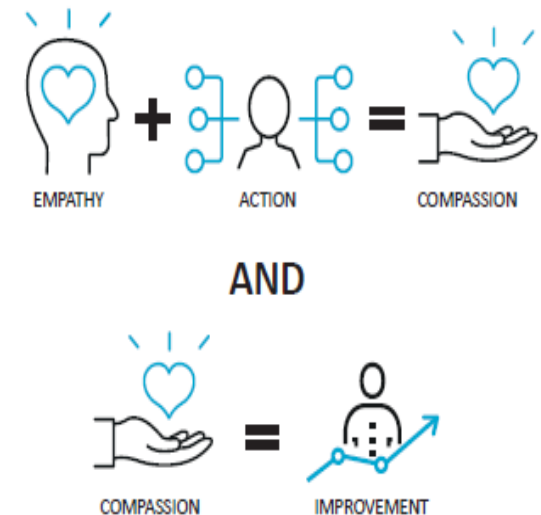 EMPATHY + ACTION = COMPASSION
AND
COMPASSION = IMPROVEMENT